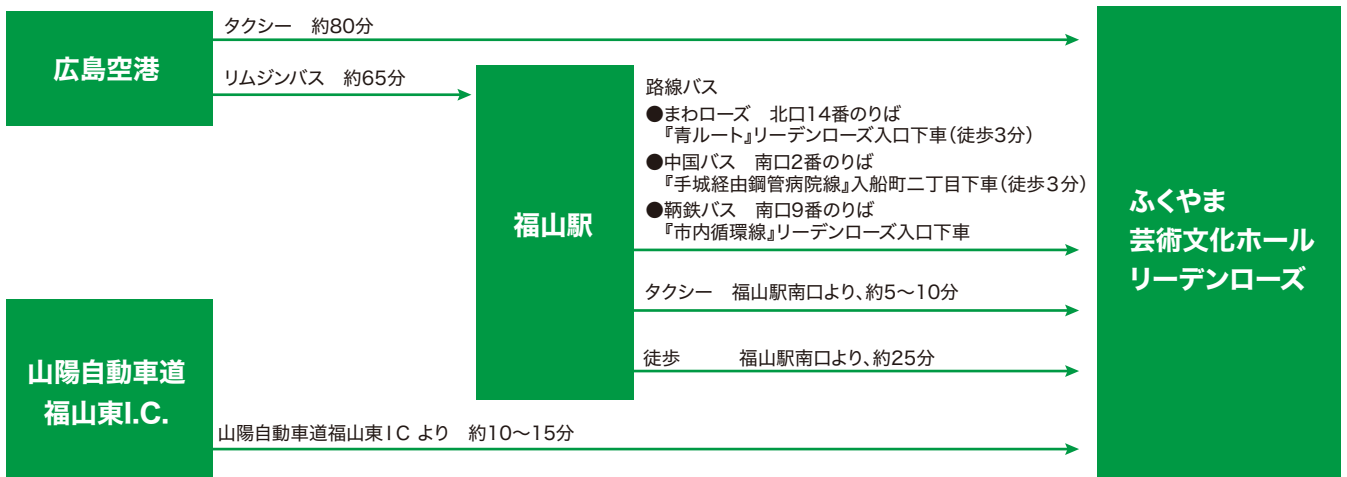 広島空港
タクシー　約80分
リムジンバス　約65分
福山駅
路線バス
●まわローズ　北口14番のりば
『青ルート』リーデンローズ入口下車（徒歩3分）
●中国バス　南口2番のりば
『手城経由鋼管病院線』入船町二丁目下車（徒歩3分）
●鞆鉄バス　南口9番のりば
『市内循環線』リーデンローズ入口下車
タクシー　福山駅南口より、約5〜10分
徒歩　　　福山駅南口より、約25分
山陽自動車道
福山東I.C.
山陽自動車道福山東IC より　約10〜15分
ふくやま
芸術文化ホール
リーデンローズ